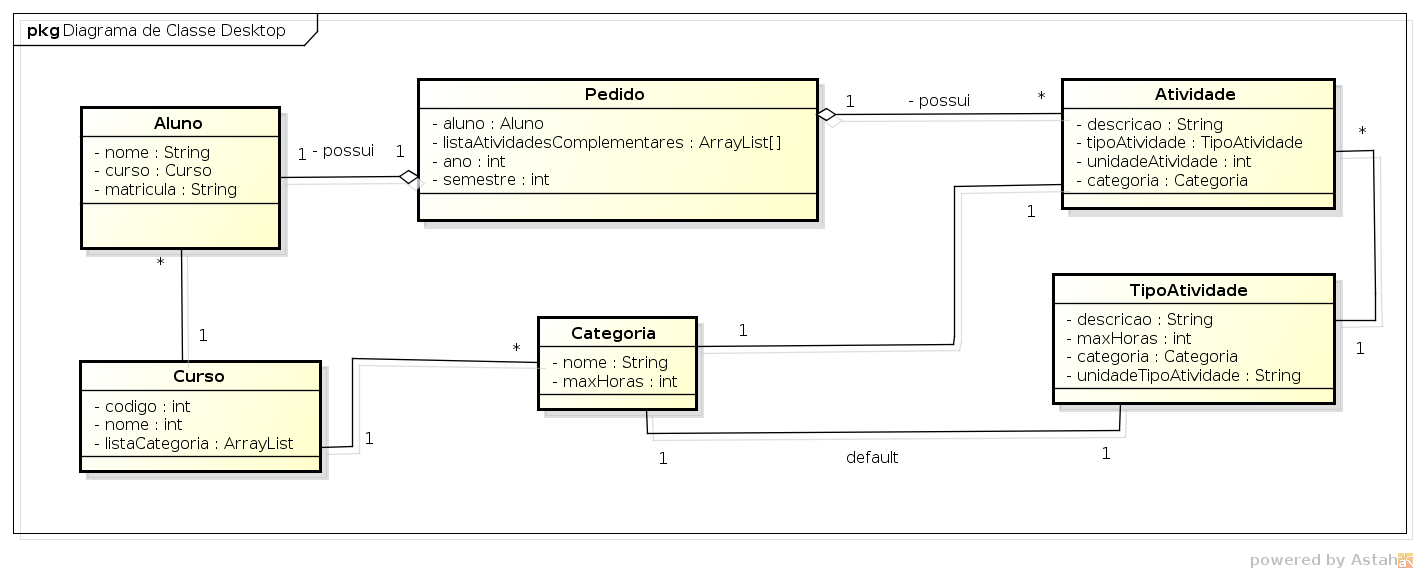 pkg Diagrama de Classe Desktop
Aluno
- nome : String
- curso : Curso
- matricula : String
1
- possui
1
Pedido
- aluno : Aluno
- listaAtividadesComplementares : ArrayList[]
- ano : int
- semestre : int
1
- possui
*
Atividade
- descricao : String
- tipoAtividade : TipoAtividade
- unidadeAtividade : int
- categoria : Categoria
*
1
*
1
Curso
- codigo : int
- nome : int
- listaCategoria : ArrayList
1
*
Categoria
- nome : String
- maxHoras : int
1
TipoAtividade
- descricao : String
- maxHoras : int
- categoria : Categoria
- unidadeTipoAtividade : String
1
1
default
1
powered by Astah